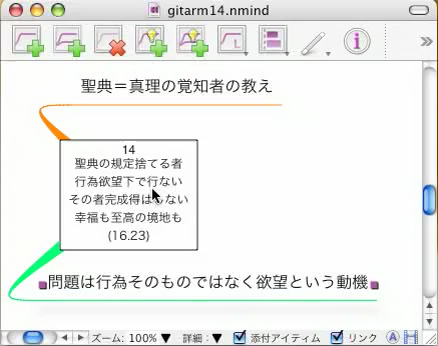 gitarm14.nmind
聖典＝真理の覚知者の教え
14
聖典の規定捨てる者
行為欲望下で行ない
その者完成得はしない
幸福も至高の境地も
(16.23)
問題は行為そのものではなく欲望という動機
ズーム: 100% 詳細: 添付アイティム リンク